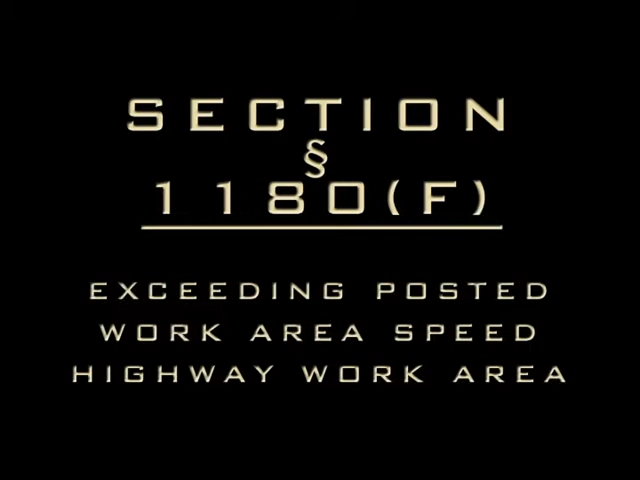 SECTION
§
1180(F)
EXCEEDING POSTED
WORK AREA SPEED
HIGHWAY WORK AREA